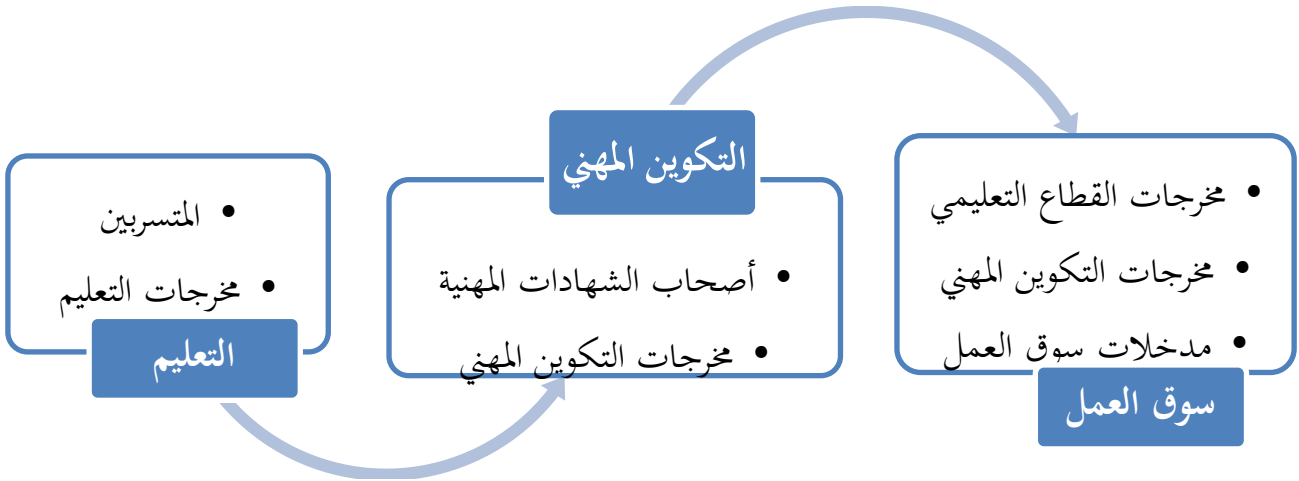 التعليم
• المتسربين
• مخرجات التعليم
التكوين المهني
• أصحاب الشهادات المهنية
• مخرجات التكوين المهني
سوق العمل
• مخرجات القطاع التعليمي
• مخرجات التكوين المهني
• مدخلات سوق العمل